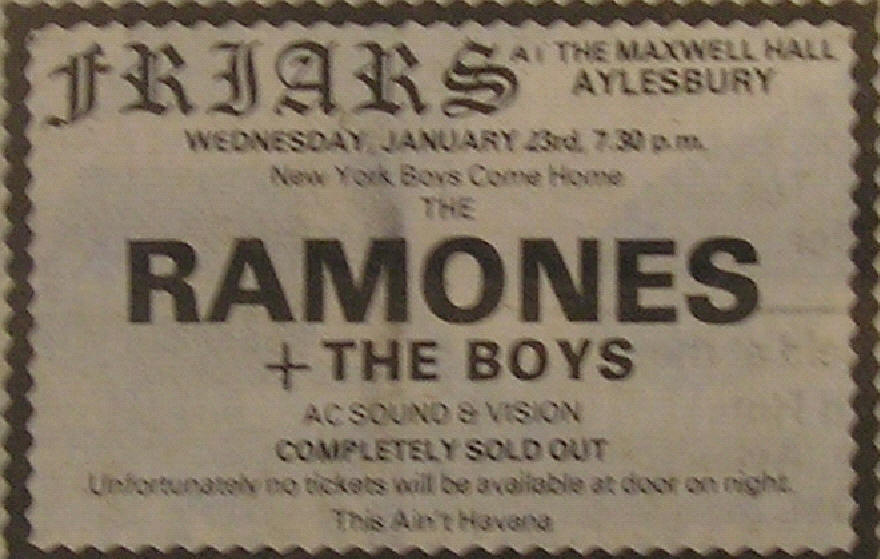 FRIARS AT THE MAXWELL HALL
AYLESBURY
WEDNESDAY, JANUARY 23rd, 7.30 p.m.
New York Boys Come Home
THE
RAMONES
+ THE BOYS
AC SOUND & VISION
COMPLETELY SOLD OUT
Unfortunately no tickets will be available at door on night.
This Ain't Havana